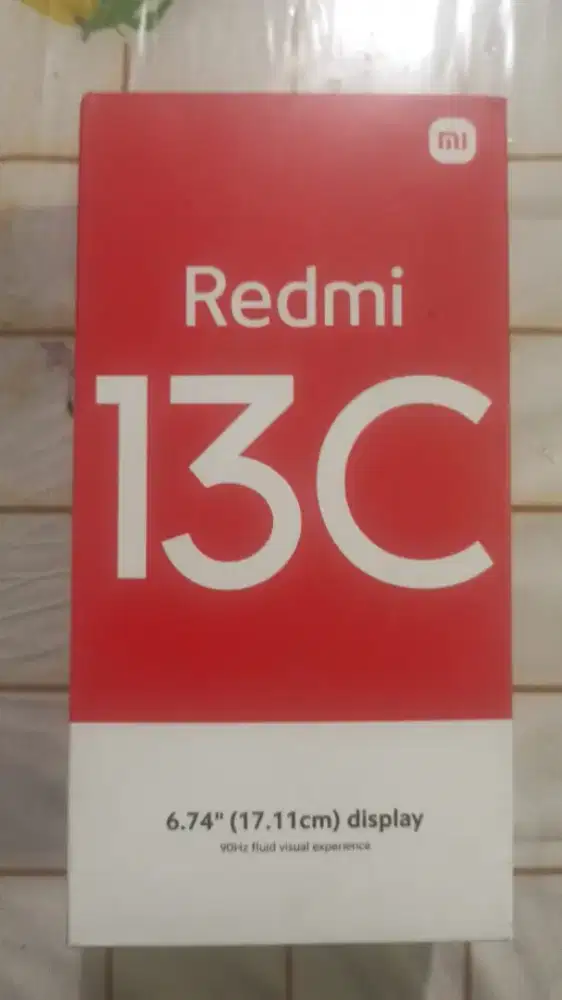 mi
Redmi
13C
6.74" (17.11cm) display
90Hz fluid visual experience